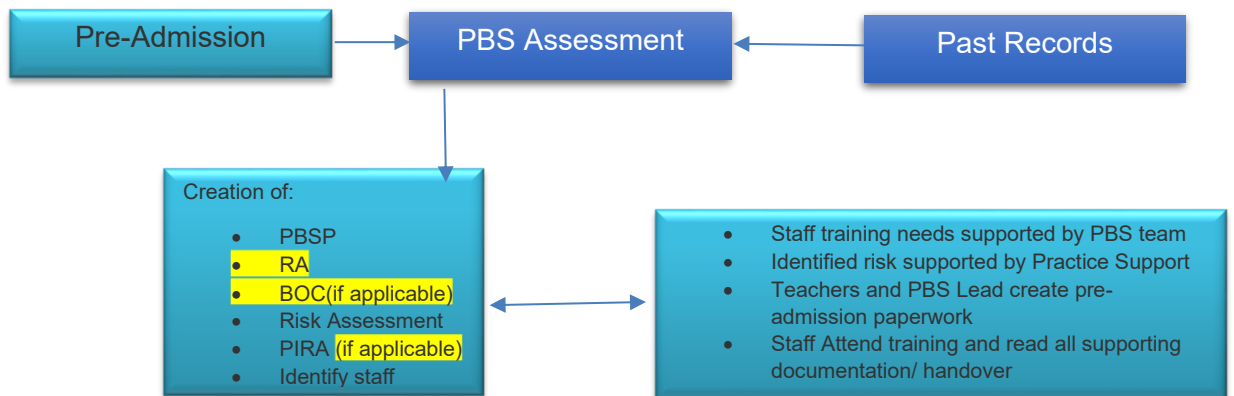 Pre-Admission
PBS Assessment
Past Records
Creation of:
• PBSP
• RA
• BOC(if applicable)
• Risk Assessment
• PIRA (if applicable)
• Identify staff
• Staff training needs supported by PBS team
• Identified risk supported by Practice Support
• Teachers and PBS Lead create pre-
admission paperwork
• Staff Attend training and read all supporting
documentation/ handover